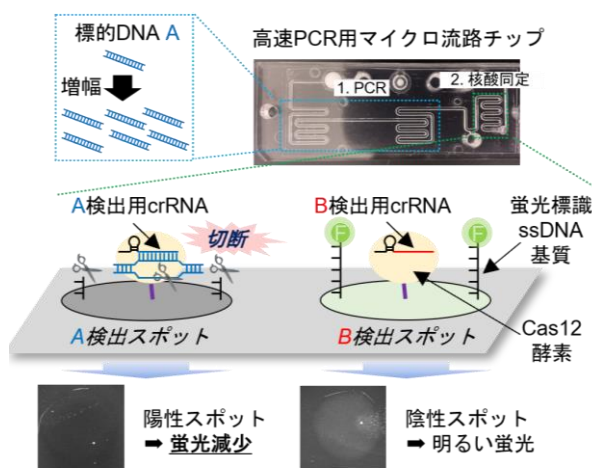 標的DNA A
増幅
高速PCR用マイクロ流路チップ
1. PCR
2. 核酸同定
A検出用crRNA
切断
B検出用crRNA
蛍光標識
ssDNA
基質
F
F
A検出スポット
B検出スポット
Cas12
酵素
陽性スポット
➡ 蛍光減少
陰性スポット
➡ 明るい蛍光